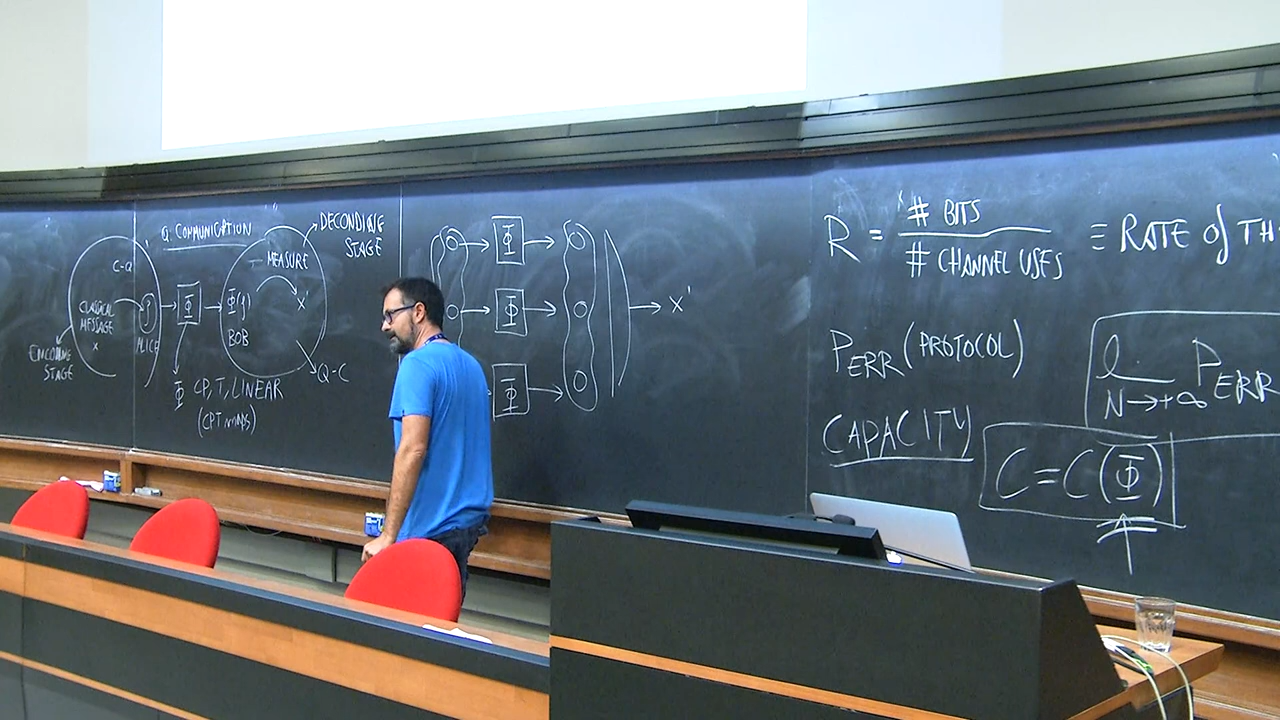 Q COMMUNICATION
DECONDING
STAGE
C-Q
MEASURE
CLASSICAL
MESSAGE
x
ALICE
Φ
Φ(ρ)
x'
BOB
ENCODING
STAGE
Q-C
Φ CP, T, LINEAR
(CPT MAPS)
Φ
Φ
x'
Φ
R = # BITS
# CHANNEL USES
≡ RATE Of TH
PERR (PROTOCOL)
PERR
N→+∞
CAPACITY
C = C(Φ)